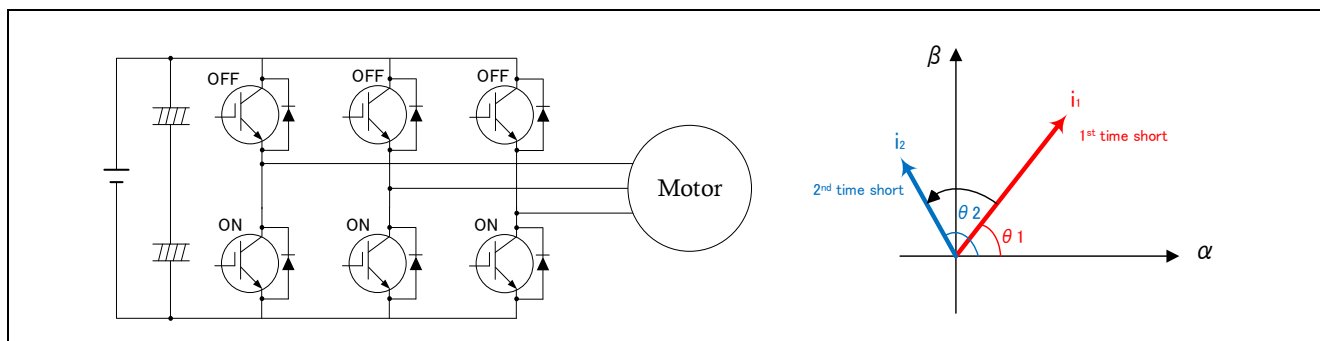 OFF
OFF
OFF
ON
ON
ON
Motor
β
i₁
1ˢᵗ time short
i₂
2ⁿᵈ time short
θ2
θ1
α